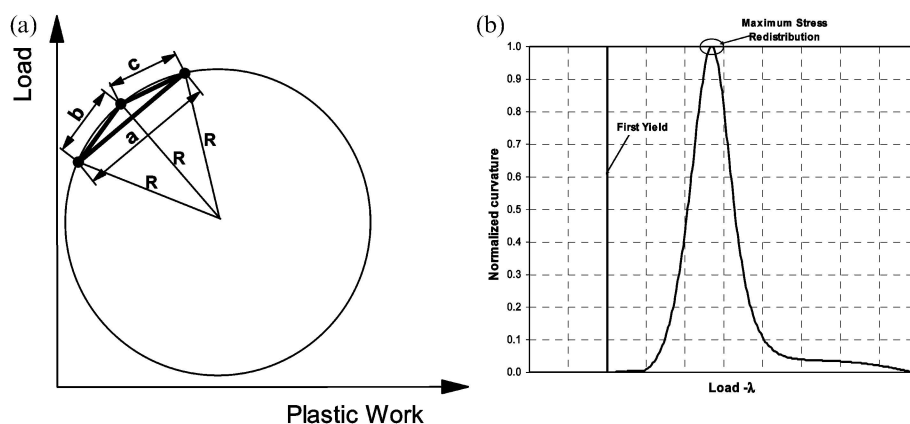 (a)
Load
b
c
a
R
R
R
Plastic Work
(b)
Maximum Stress
Redistribution
First Yield
Normalized curvature
1.0
0.9
0.8
0.7
0.6
0.5
0.4
0.3
0.2
0.1
0.0
Load -λ